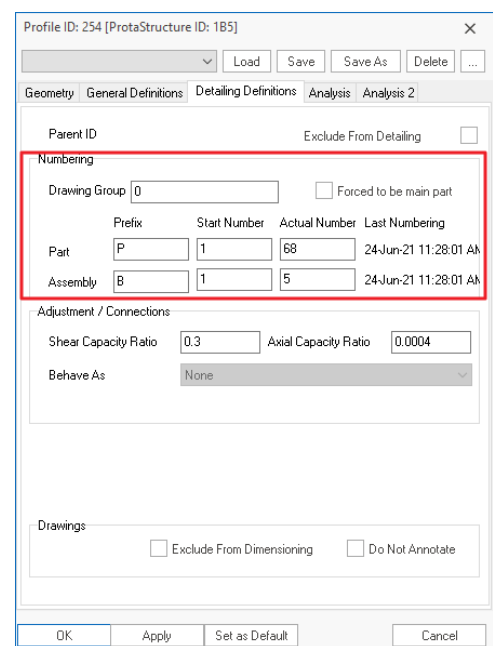 Profile ID: 254 [ProtaStructure ID: 1B5]
Load Save Save As Delete ...
Geometry General Definitions Detailing Definitions Analysis Analysis 2
Parent ID Exclude From Detailing
Numbering
Drawing Group 0 Forced to be main part
Prefix Start Number Actual Number Last Numbering
Part P 1 68 24-Jun-21 11:28:01 AM
Assembly B 1 5 24-Jun-21 11:28:01 AM
Adjustment / Connections
Shear Capacity Ratio 0.3 Axial Capacity Ratio 0.0004
Behave As None
Drawings
Exclude From Dimensioning Do Not Annotate
OK Apply Set as Default Cancel